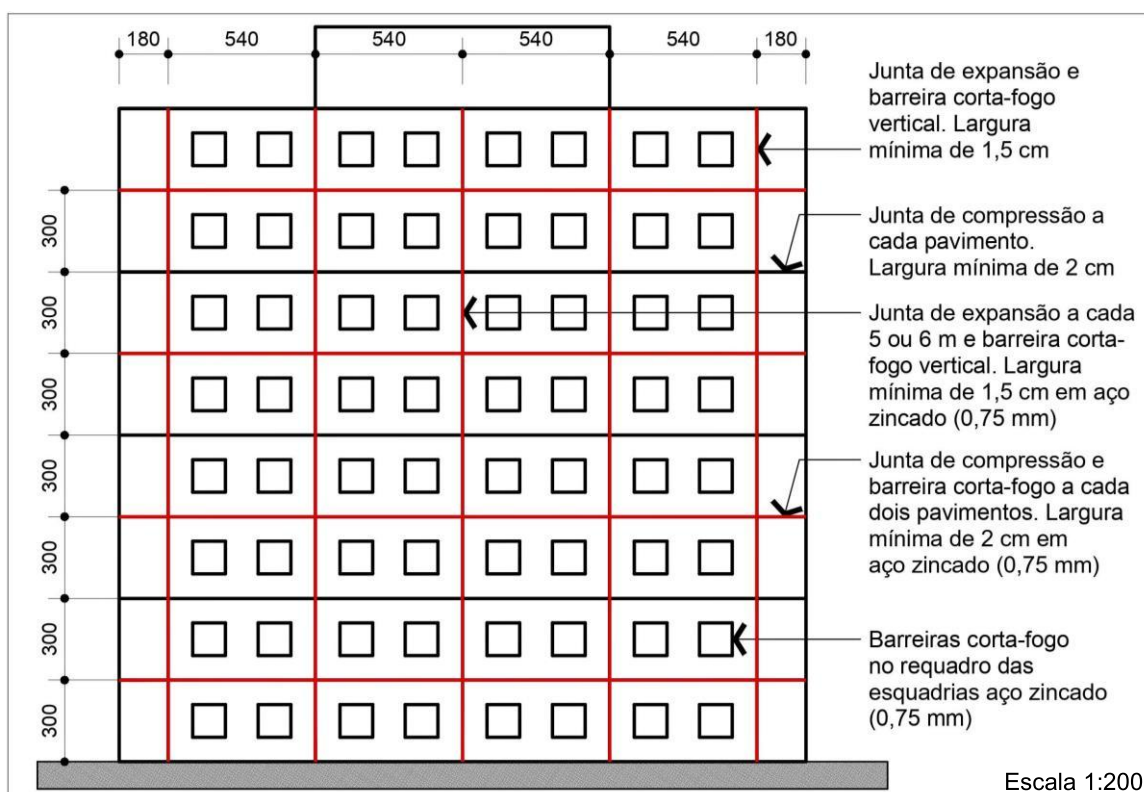 180 540 540 540 540 180
Junta de expansão e
barreira corta-fogo
vertical. Largura
mínima de 1,5 cm
Junta de compressão a
cada pavimento.
Largura mínima de 2 cm
Junta de expansão a cada
5 ou 6 m e barreira corta-
fogo vertical. Largura
mínima de 1,5 cm em aço
zincado (0,75 mm)
Junta de compressão e
barreira corta-fogo a cada
dois pavimentos. Largura
mínima de 2 cm em
aço zincado (0,75 mm)
Barreiras corta-fogo
no requadro das
esquadrias aço zincado
(0,75 mm)
300
300
300
300
300
300
300
Escala 1:200